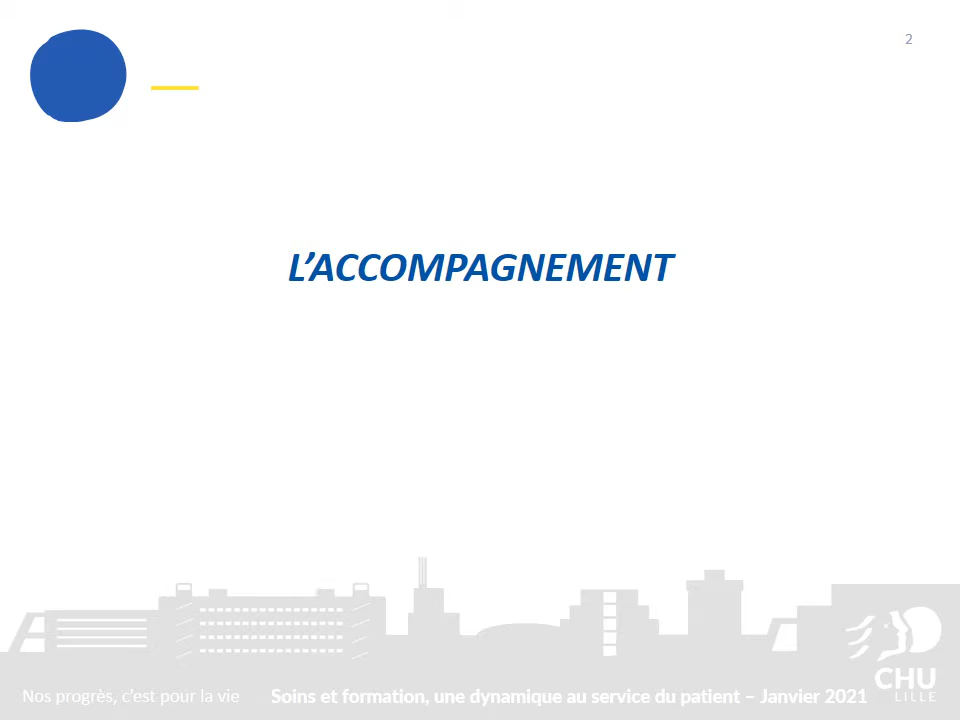 2
L’ACCOMPAGNEMENT
Nos progrès, c’est pour la vie
Soins et formation, une dynamique au service du patient – Janvier 2021
CHU
LILLE